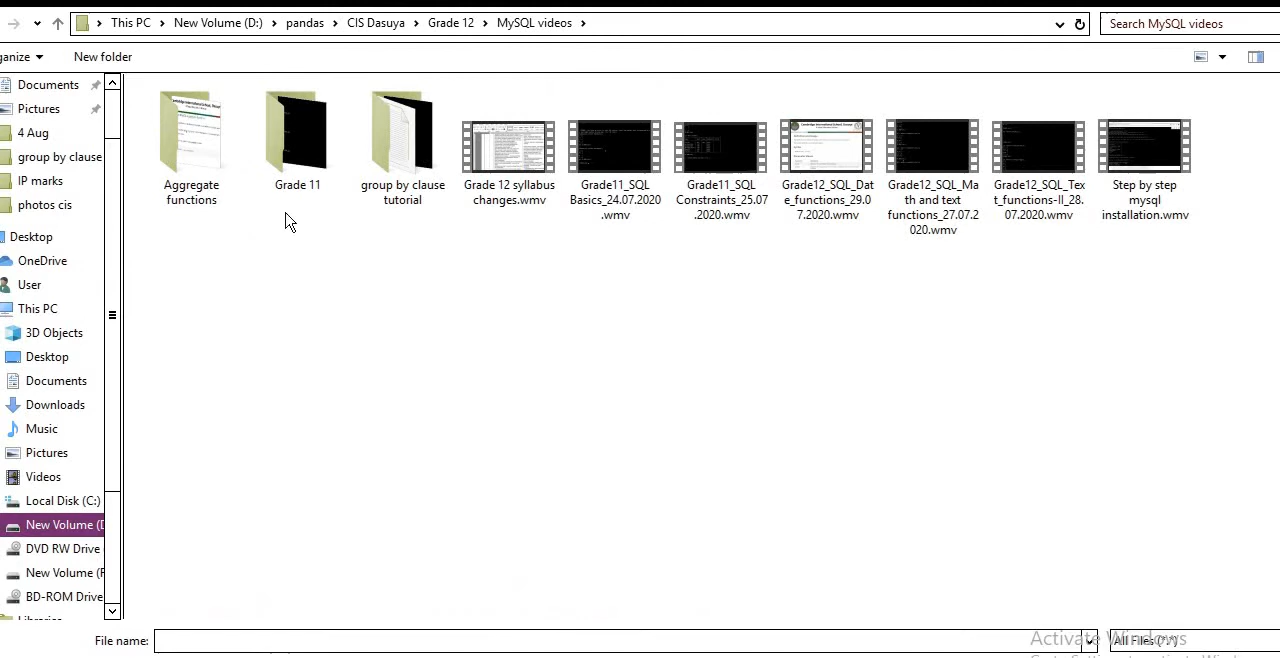 This PC > New Volume (D:) > pandas > CIS Dasuya > Grade 12 > MySQL videos >
Search MySQL videos
ganize
New folder
Documents
Pictures
4 Aug
group by clause
IP marks
photos cis
Desktop
OneDrive
User
This PC
3D Objects
Desktop
Documents
Downloads
Music
Pictures
Videos
Local Disk (C:)
New Volume (D
DVD RW Drive
New Volume (F
BD-ROM Drive
Libraries
Aggregate
functions
Grade 11
group by clause
tutorial
Grade 12 syllabus
changes.wmv
Grade11_SQL
Basics_24.07.2020
.wmv
Grade11_SQL
Constraints_25.07
.2020.wmv
Grade12_SQL_Dat
e_functions_29.0
7.2020.wmv
Grade12_SQL_Ma
th and text
functions_27.07.2
020.wmv
Grade12_SQL_Tex
t_functions-II_28.
07.2020.wmv
Step by step
mysql
installation.wmv
File name:
All Files (*.*)
Activate Windows